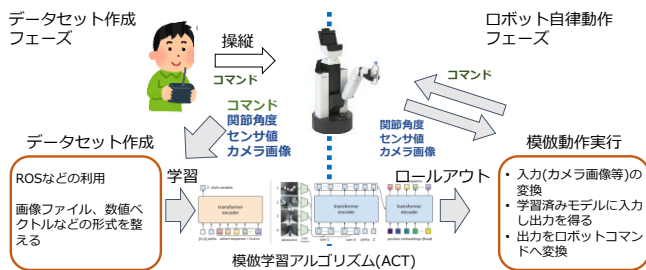 データセット作成
フェーズ
ロボット自律動作
フェーズ
操縦
コマンド
コマンド
コマンド
関節角度
センサ値
カメラ画像
関節角度
センサ値
カメラ画像
データセット作成
模倣動作実行
学習
ロールアウト
ROSなどの利用
画像ファイル、数値ベ
クトルなどの形式を整
える
transformer
encoder
transformer
encoder
transformer
encoder
• 入力(カメラ画像等)の
変換
• 学習済みモデルに入力
し出力を得る
• 出力をロボットコマン
ドへ変換
模倣学習アルゴリズム(ACT)